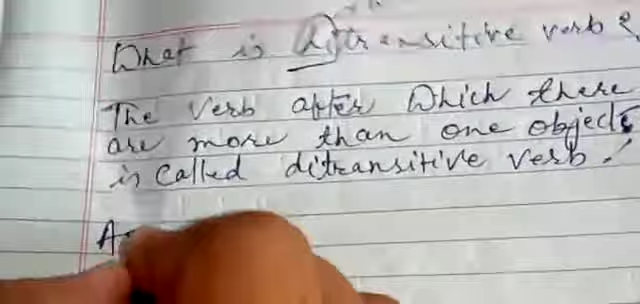 What is ditransitive verb?
The verb after which there
are more than one objects
is called ditransitive verb.
A